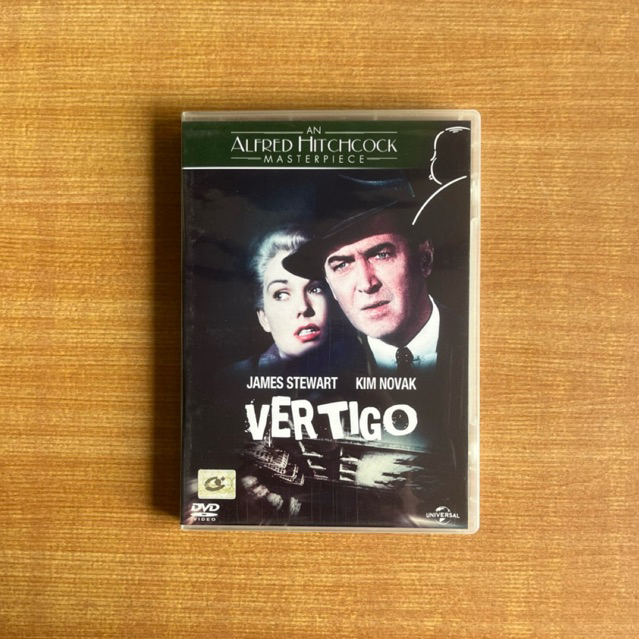 AN
ALFRED HITCHCOCK
MASTERPIECE
JAMES STEWART KIM NOVAK
VERTIGO
DVD
VIDEO
UNIVERSAL